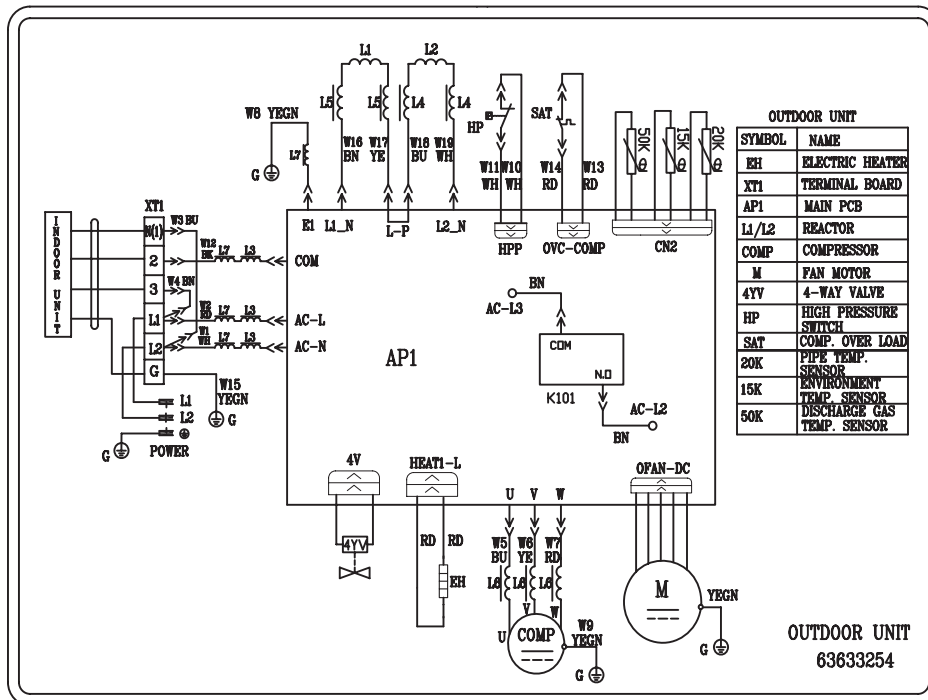 L1
L2
L5
L5
L4
L4
W8 YEGN
L7
G
W16
BN
W17
YE
W18
BU
W19
WH
HP
W11
WH
W10
WH
SAT
W14
RD
W13
RD
50K θ
15K θ
20K θ
E1
L1_N
L-P
L2_N
HPP
OVC-COMP
CN2
OUTDOOR UNIT
SYMBOL NAME
EH ELECTRIC HEATER
XT1 TERMINAL BOARD
AP1 MAIN PCB
L1/L2 REACTOR
COMP COMPRESSOR
M FAN MOTOR
4YV 4-WAY VALVE
HP HIGH PRESSURE
SWITCH
SAT COMP. OVER LOAD
20K PIPE TEMP.
SENSOR
15K ENVIRONMENT
TEMP. SENSOR
50K DISCHARGE GAS
TEMP. SENSOR
INDOOR UNIT
XT1
N(1)
2
3
L1
L2
G
W3 BU
W12
BK
L7
L3
COM
W4 BN
W2
RD
L7
L3
AC-L
W1
WH
L7
L3
AC-N
W15
YEGN
G
L1
L2
G
POWER
AP1
BN
AC-L3
COM
N.O
K101
AC-L2
BN
4V
4YV
HEAT1-L
RD
RD
EH
U
V
W
W5
BU
W6
YE
W7
RD
L6
L6
L6
U
V
W
COMP
W9
YEGN
G
OFAN-DC
M
YEGN
G
OUTDOOR UNIT
63633254